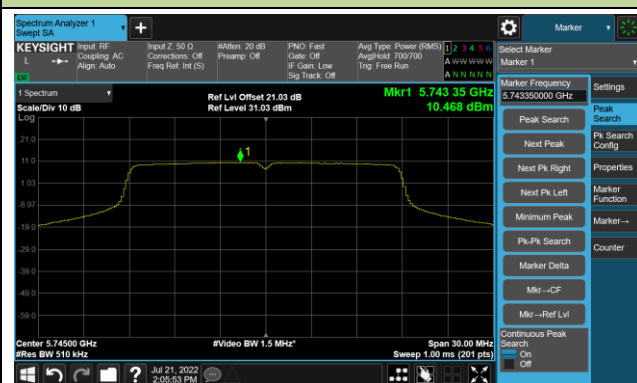 Spectrum Analyzer 1
Swept SA
+
Marker
KEYSIGHT
L
Input: RF
Coupling: AC
Align: Auto
Input Z: 50 Ω
Corrections: Off
Freq Ref: Int (S)
#Atten: 20 dB
Preamp: Off
PNO: Fast
Gate: Off
IF Gain: Low
Sig Track: Off
Avg Type: Power (RMS)
Avg|Hold: 700/700
Trig: Free Run
1 2 3 4 5 6
A W W W W W
A N N N N N
Select Marker
Marker 1
1 Spectrum
Scale/Div 10 dB
Log
Ref Lvl Offset 21.03 dB
Ref Level 31.03 dBm
Mkr1 5.743 35 GHz
10.468 dBm
21.0
11.0
1.03
-8.97
-19.0
-29.0
-39.0
-49.0
-59.0
1
Center 5.74500 GHz
#Res BW 510 kHz
#Video BW 1.5 MHz*
Span 30.00 MHz
Sweep 1.00 ms (201 pts)
Marker Frequency
5.743350000 GHz
Peak Search
Next Peak
Next Pk Right
Next Pk Left
Minimum Peak
Pk-Pk Search
Marker Delta
Mkr→CF
Mkr→Ref Lvl
Continuous Peak
Search
On
Off
Settings
Peak
Search
Pk Search
Config
Properties
Marker
Function
Marker→
Counter
?
Jul 21, 2022
2:05:53 PM